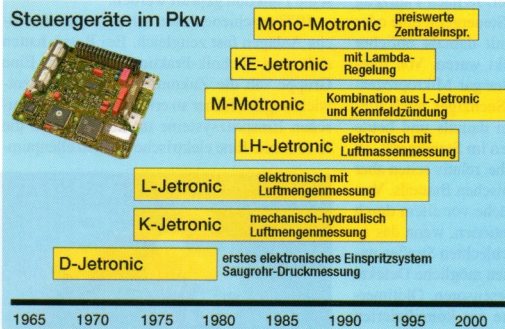 Steuergeräte im Pkw
Mono-Motronic preiswerte
Zentraleinspr.
KE-Jetronic mit Lambda-
Regelung
M-Motronic Kombination aus L-Jetronic
und Kennfeldzündung
LH-Jetronic elektronisch mit
Luftmassenmessung
L-Jetronic elektronisch mit
Luftmengenmessung
K-Jetronic mechanisch-hydraulisch
Luftmengenmessung
D-Jetronic erstes elektronisches Einspritzsystem
Saugrohr-Druckmessung
1965 1970 1975 1980 1985 1990 1995 2000